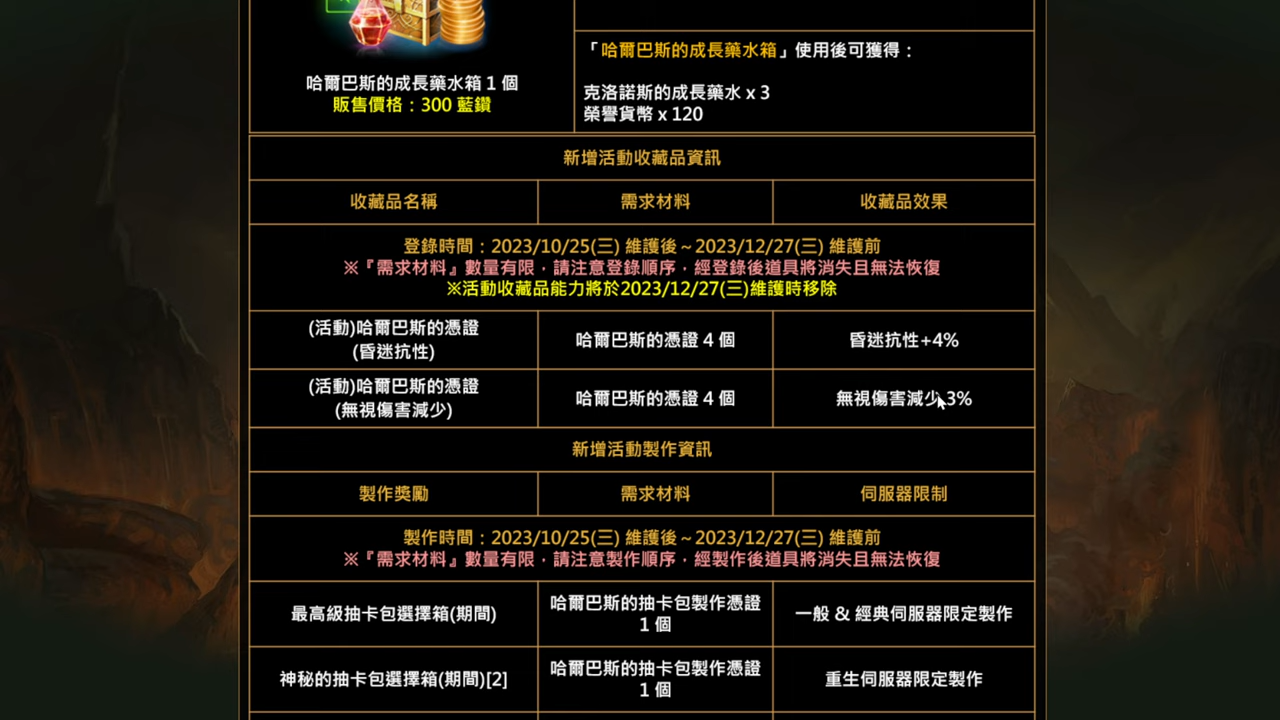 「哈爾巴斯的成長藥水箱」使用後可獲得：
哈爾巴斯的成長藥水箱 1 個
販售價格：300 藍鑽
克洛諾斯的成長藥水 x 3
榮譽貨幣 x 120
新增活動收藏品資訊
收藏品名稱 需求材料 收藏品效果
登錄時間：2023/10/25(三) 維護後～2023/12/27(三) 維護前
※『需求材料』數量有限，請注意登錄順序，經登錄後道具將消失且無法恢復
※活動收藏品能力將於2023/12/27(三)維護時移除
(活動)哈爾巴斯的憑證
(昏迷抗性)
哈爾巴斯的憑證 4 個
昏迷抗性+4%
(活動)哈爾巴斯的憑證
(無視傷害減少)
哈爾巴斯的憑證 4 個
無視傷害減少 3%
新增活動製作資訊
製作獎勵 需求材料 伺服器限制
製作時間：2023/10/25(三) 維護後～2023/12/27(三) 維護前
※『需求材料』數量有限，請注意製作順序，經製作後道具將消失且無法恢復
最高級抽卡包選擇箱(期間)
哈爾巴斯的抽卡包製作憑證
1 個
一般 & 經典伺服器限定製作
神秘的抽卡包選擇箱(期間)[2]
哈爾巴斯的抽卡包製作憑證
1 個
重生伺服器限定製作